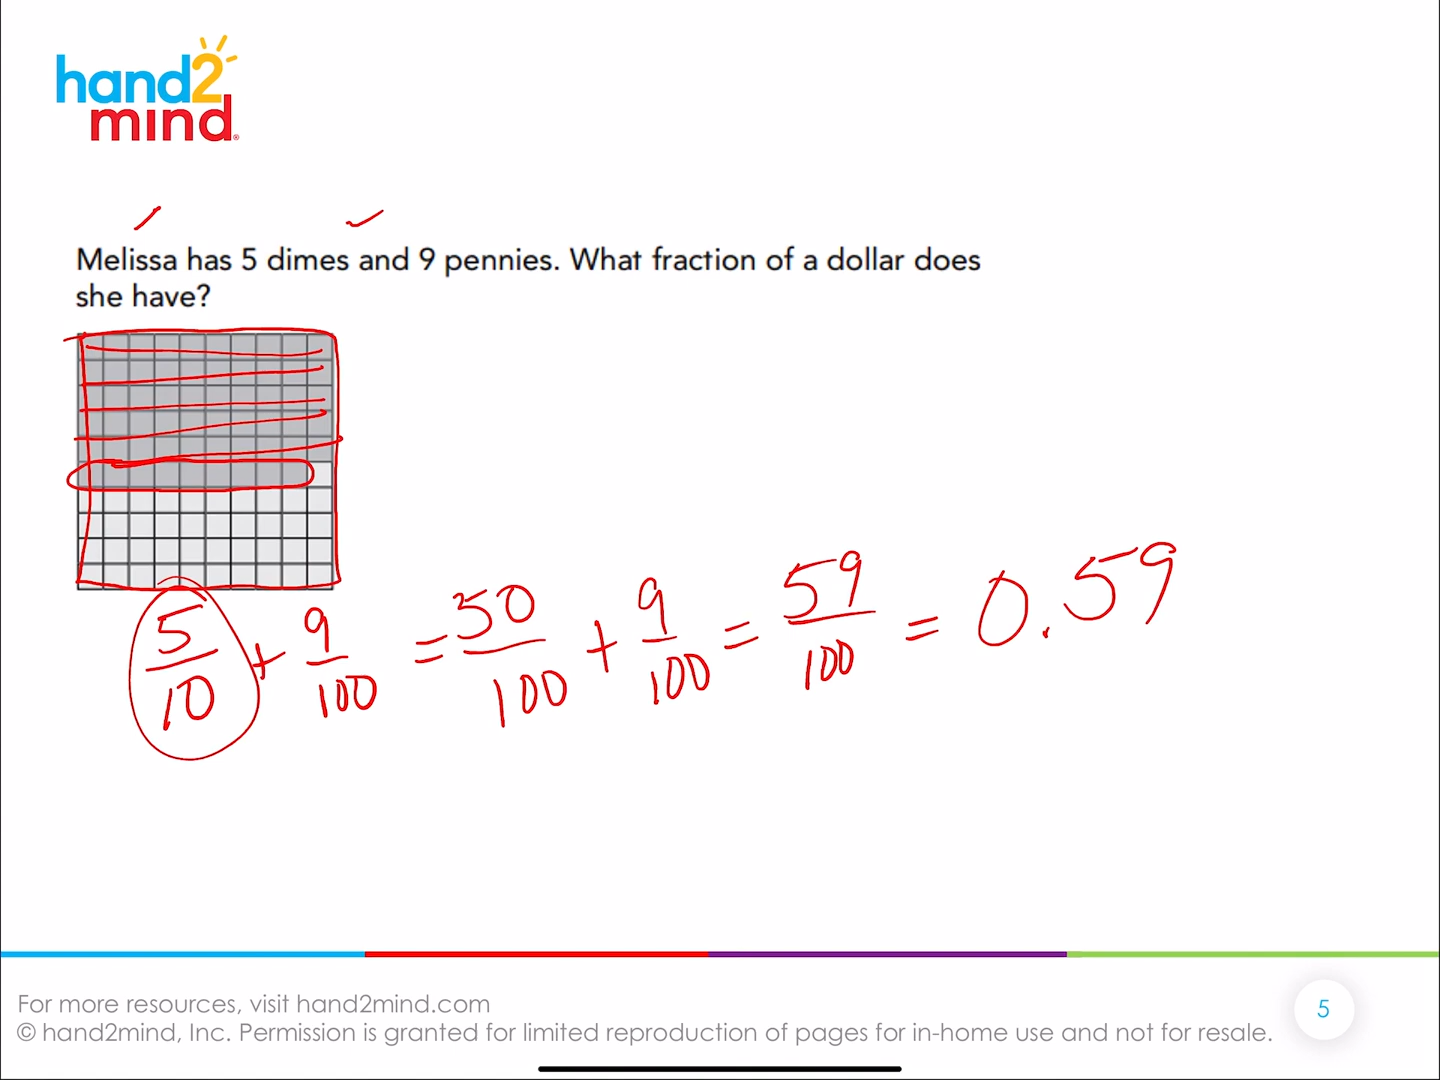 hand2
mind®
Melissa has 5 dimes and 9 pennies. What fraction of a dollar does
she have?
5/10 + 9/100 = 50/100 + 9/100 = 59/100 = 0.59
For more resources, visit hand2mind.com
© hand2mind, Inc. Permission is granted for limited reproduction of pages for in-home use and not for resale.
5